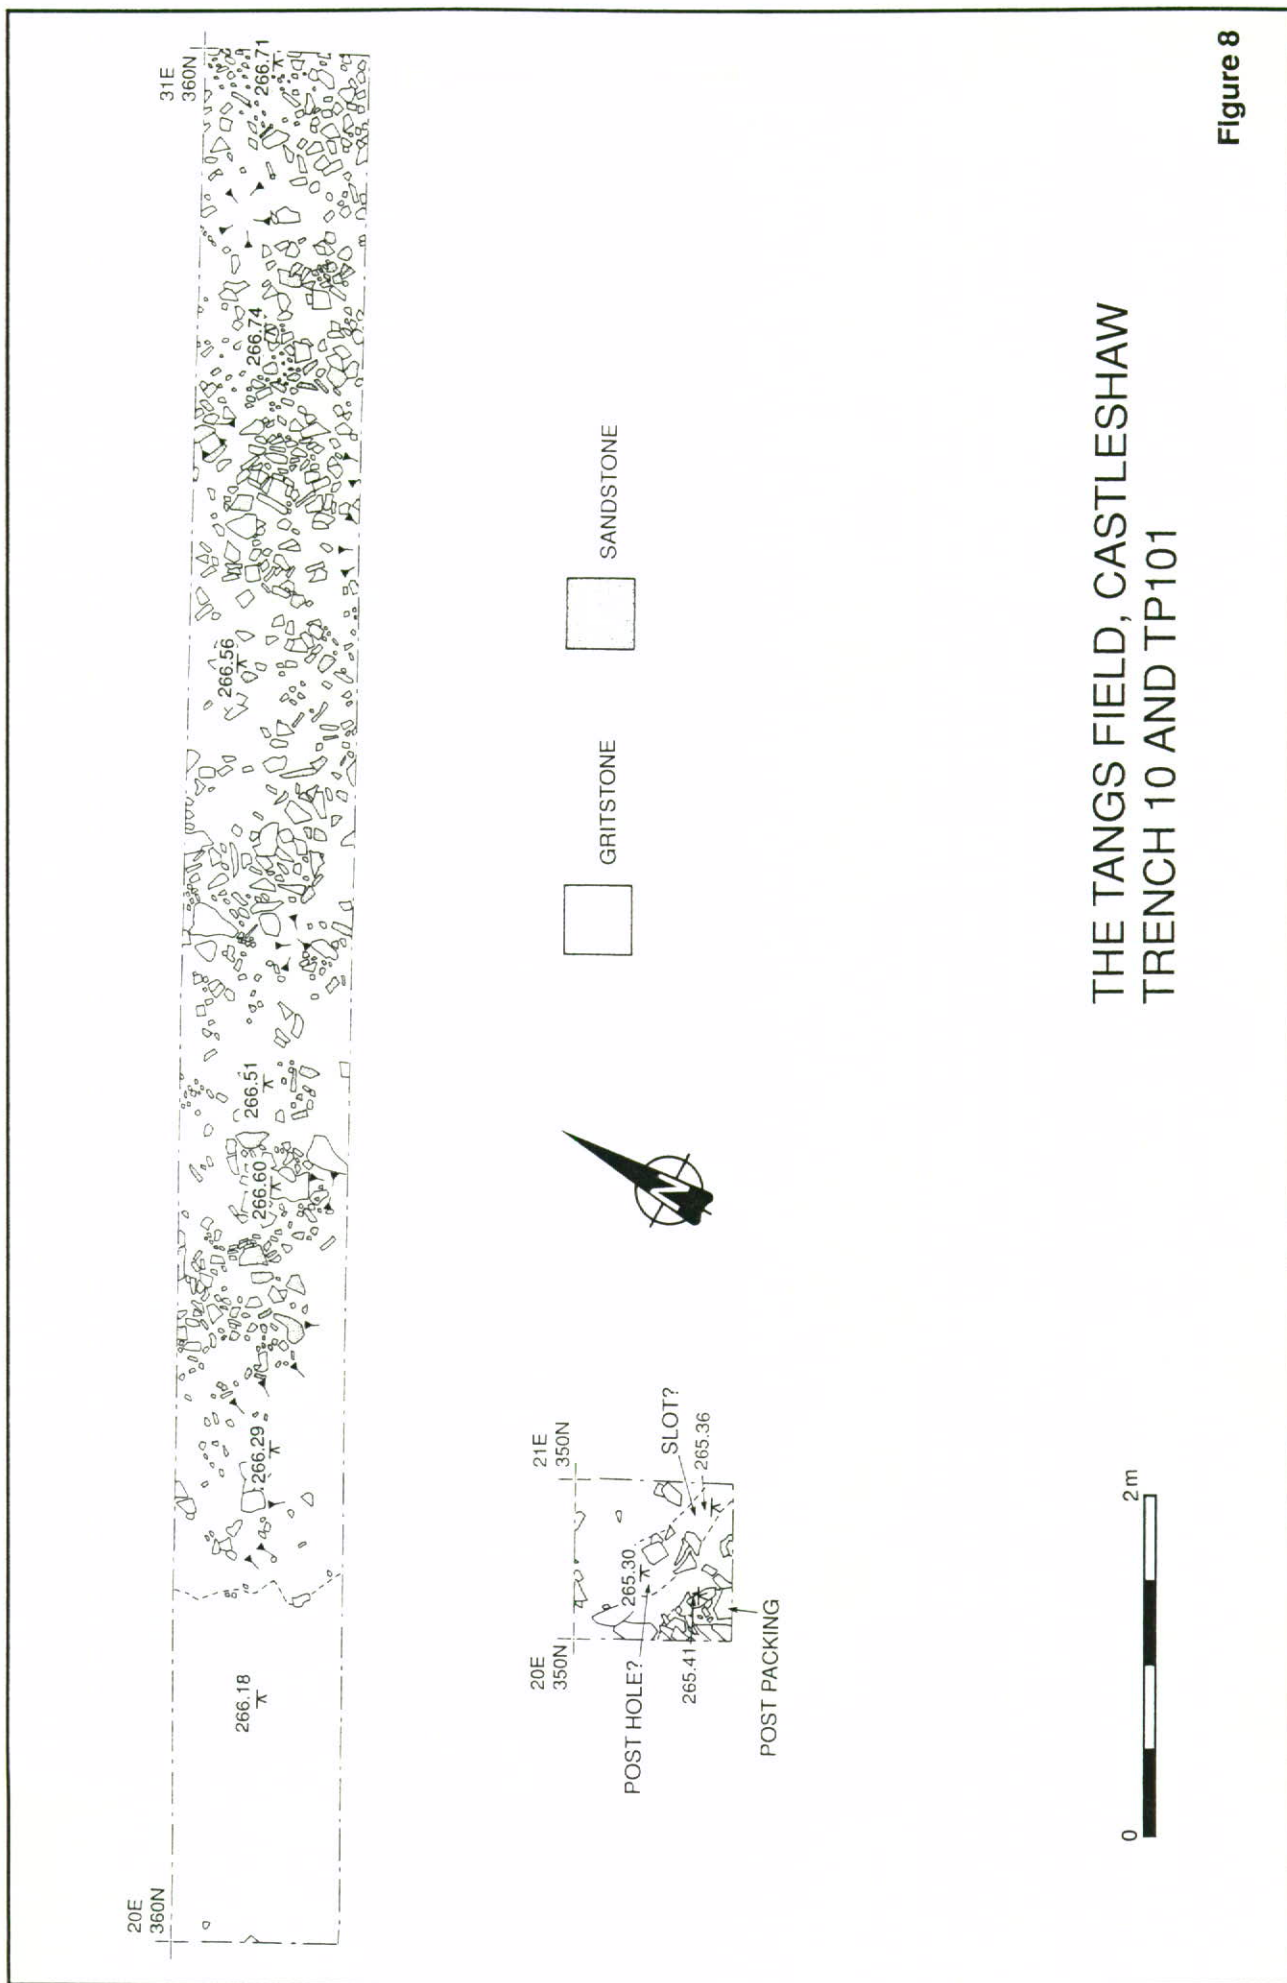 20E
360N
31E
360N
266.18
266.29
266.60
266.51
266.56
266.74
266.71
20E
350N
21E
350N
POST HOLE?
265.30
SLOT?
265.36
265.41
POST PACKING
N
GRITSTONE
SANDSTONE
0
2m
THE TANGS FIELD, CASTLESHAW
TRENCH 10 AND TP101
Figure 8